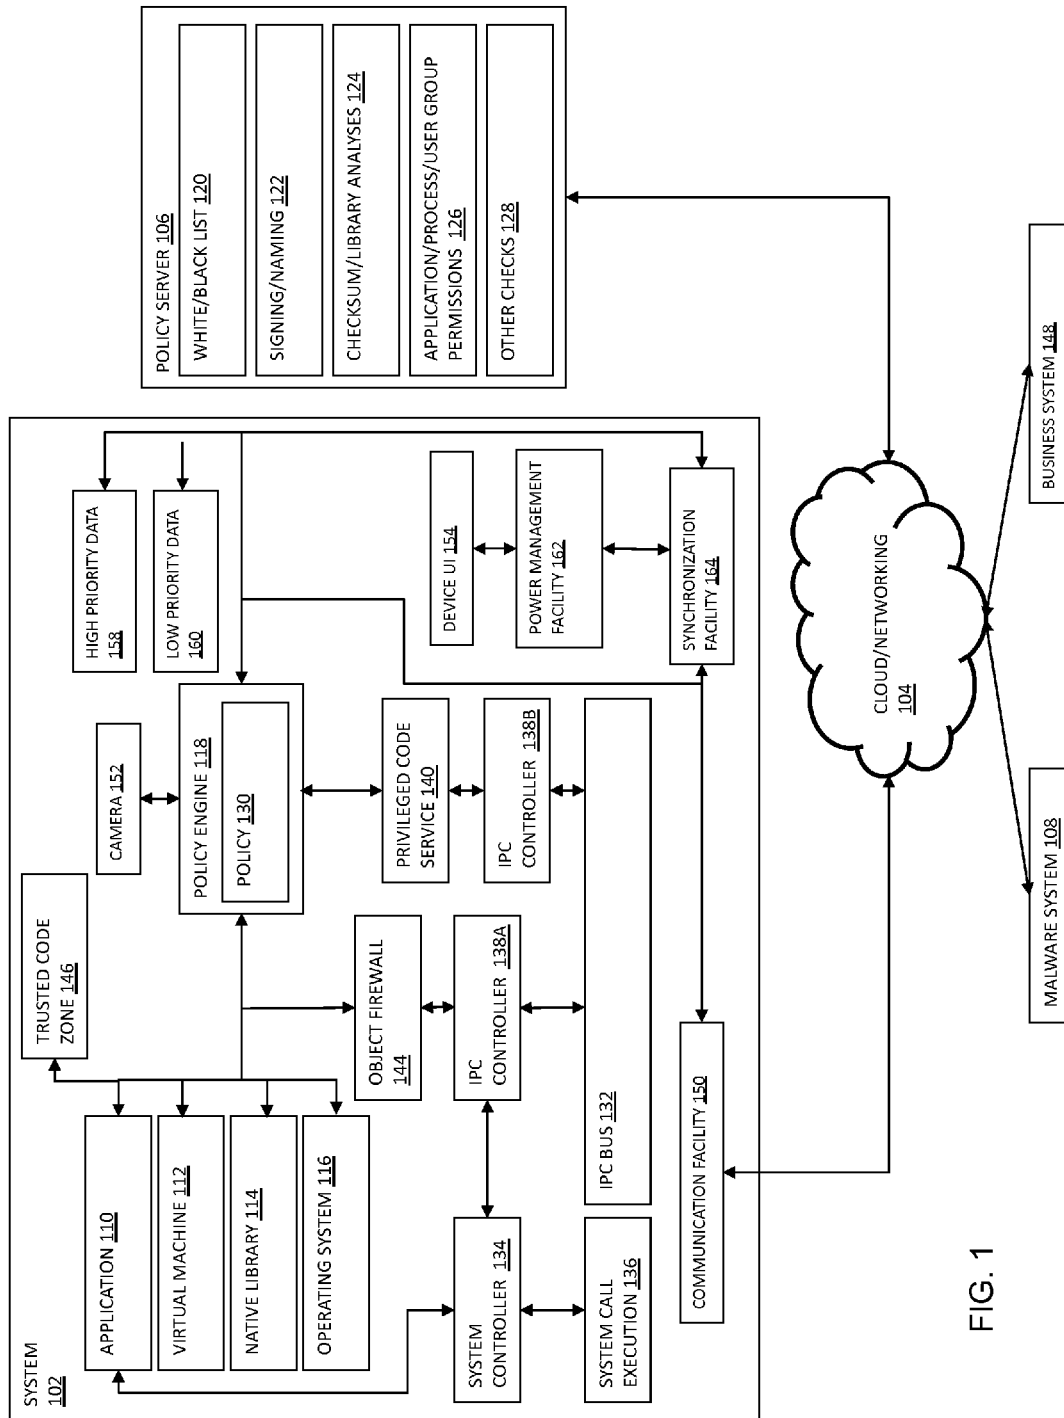 SYSTEM
102
APPLICATION 110
VIRTUAL MACHINE 112
NATIVE LIBRARY 114
OPERATING SYSTEM 116
TRUSTED CODE
ZONE 146
CAMERA 152
POLICY ENGINE 118
POLICY 130
HIGH PRIORITY DATA
158
LOW PRIORITY DATA
160
SYSTEM
CONTROLLER 134
SYSTEM CALL
EXECUTION 136
OBJECT FIREWALL
144
IPC
CONTROLLER 138A
PRIVILEGED CODE
SERVICE 140
IPC
CONTROLLER 138B
IPC BUS 132
DEVICE UI 154
POWER MANAGEMENT
FACILITY 162
SYNCHRONIZATION
FACILITY 164
COMMUNICATION FACILITY 150
POLICY SERVER 106
WHITE/BLACK LIST 120
SIGNING/NAMING 122
CHECKSUM/LIBRARY ANALYSES 124
APPLICATION/PROCESS/USER GROUP
PERMISSIONS 126
OTHER CHECKS 128
CLOUD/NETWORKING
104
MALWARE SYSTEM 108
BUSINESS SYSTEM 148
FIG. 1